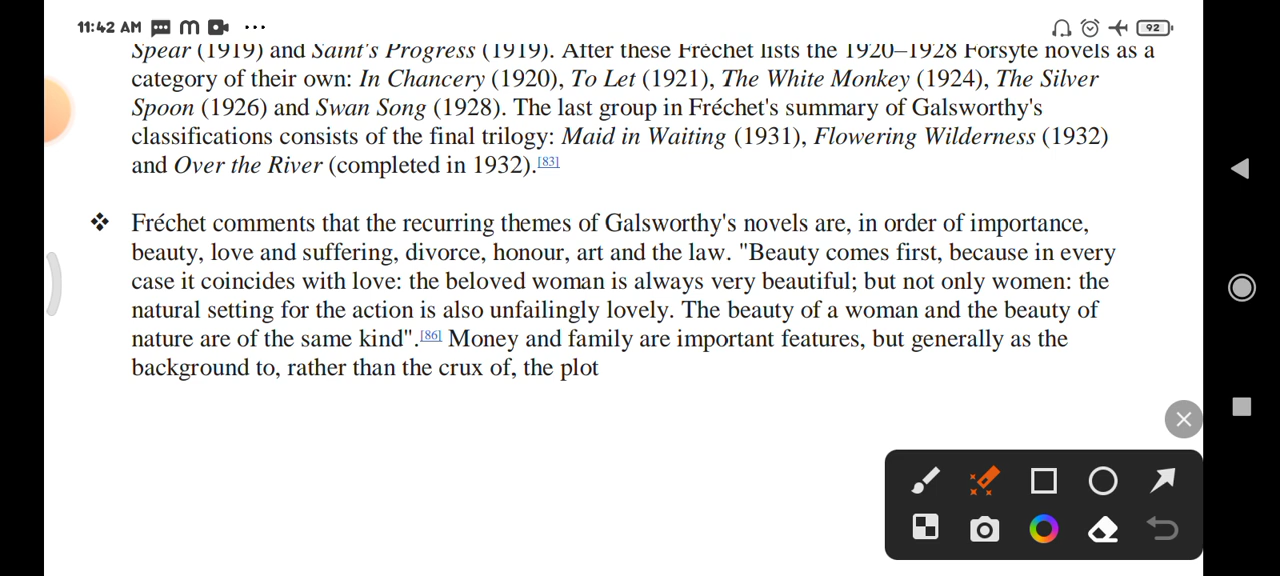 11:42 AM
92
Spear (1919) and Saint's Progress (1919). After these Fréchet lists the 1920–1928 Forsyte novels as a
category of their own: In Chancery (1920), To Let (1921), The White Monkey (1924), The Silver
Spoon (1926) and Swan Song (1928). The last group in Fréchet's summary of Galsworthy's
classifications consists of the final trilogy: Maid in Waiting (1931), Flowering Wilderness (1932)
and Over the River (completed in 1932).[83]
❖ Fréchet comments that the recurring themes of Galsworthy's novels are, in order of importance,
beauty, love and suffering, divorce, honour, art and the law. "Beauty comes first, because in every
case it coincides with love: the beloved woman is always very beautiful; but not only women: the
natural setting for the action is also unfailingly lovely. The beauty of a woman and the beauty of
nature are of the same kind".[86] Money and family are important features, but generally as the
background to, rather than the crux of, the plot